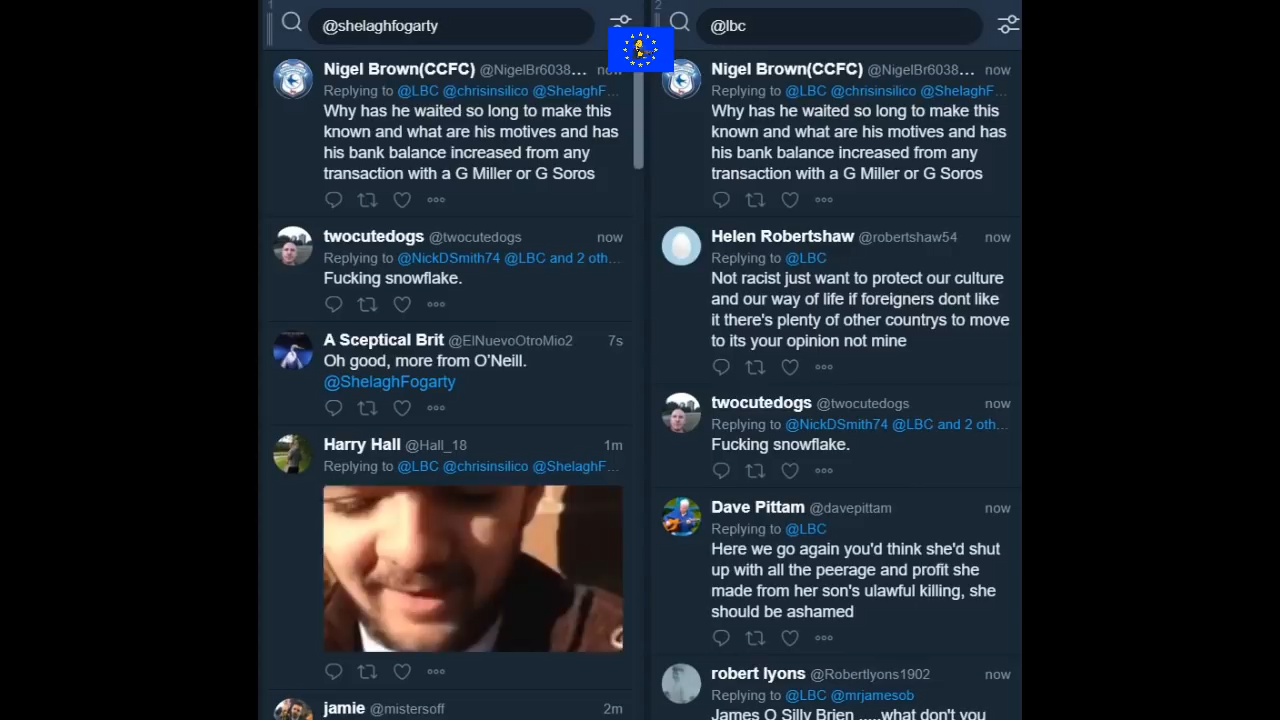 1
@shelaghfogarty
Nigel Brown(CCFC) @NigelBr6038... now
Replying to @LBC @chrisinsilico @ShelaghF...
Why has he waited so long to make this
known and what are his motives and has
his bank balance increased from any
transaction with a G Miller or G Soros
twocutedogs @twocutedogs now
Replying to @NickDSmith74 @LBC and 2 oth...
Fucking snowflake.
A Sceptical Brit @ElNuevoOtroMio2 7s
Oh good, more from O'Neill.
@ShelaghFogarty
Harry Hall @Hall_18 1m
Replying to @LBC @chrisinsilico @ShelaghF...
jamie @mistersoff 2m
2
@lbc
Nigel Brown(CCFC) @NigelBr6038... now
Replying to @LBC @chrisinsilico @ShelaghF...
Why has he waited so long to make this
known and what are his motives and has
his bank balance increased from any
transaction with a G Miller or G Soros
Helen Robertshaw @robertshaw54 now
Replying to @LBC
Not racist just want to protect our culture
and our way of life if foreigners dont like
it there's plenty of other countrys to move
to its your opinion not mine
twocutedogs @twocutedogs now
Replying to @NickDSmith74 @LBC and 2 oth...
Fucking snowflake.
Dave Pittam @davepittam now
Replying to @LBC
Here we go again you'd think she'd shut
up with all the peerage and profit she
made from her son's ulawful killing, she
should be ashamed
robert lyons @Robertlyons1902 now
Replying to @LBC @mrjamesob
James O Silly Brien .....what don't you